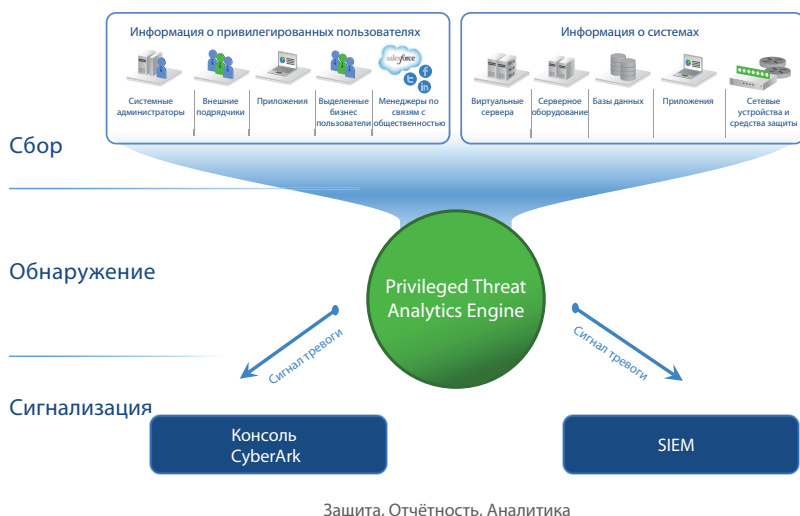 Информация о привилегированных пользователях
salesforce
Системные
администраторы
Внешние
подрядчики
Приложения
Выделенные
бизнес
пользователи
Менеджеры по
связям с
общественностью
Информация о системах
Виртуальные
сервера
Серверное
оборудование
Базы данных
Приложения
Сетевые
устройства и
средства защиты
Сбор
Обнаружение
Privileged Threat
Analytics Engine
Сигнал тревоги
Сигнал тревоги
Сигнализация
Консоль
CyberArk
SIEM
Защита, Отчётность, Аналитика